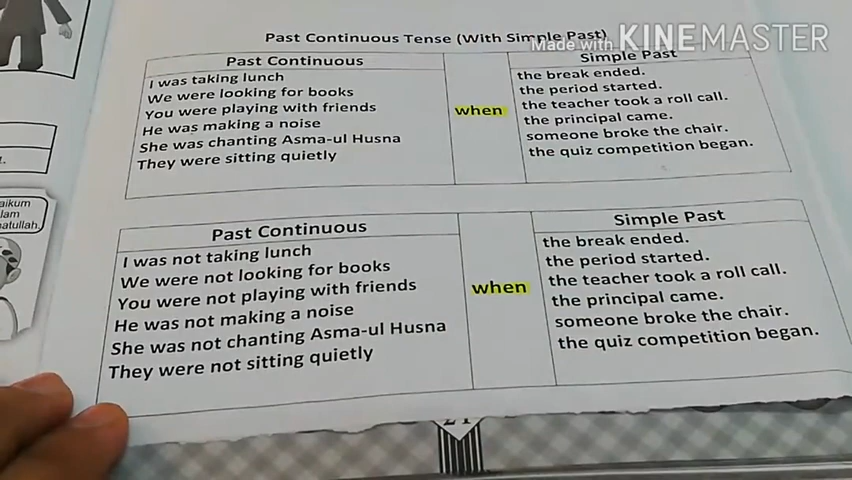 Past Continuous Tense (With Simple Past)
Made with KINEMASTER
Past Continuous
I was taking lunch
We were looking for books
You were playing with friends
He was making a noise
She was chanting Asma-ul Husna
They were sitting quietly
when
Simple Past
the break ended.
the period started.
the teacher took a roll call.
the principal came.
someone broke the chair.
the quiz competition began.
Past Continuous
I was not taking lunch
We were not looking for books
You were not playing with friends
He was not making a noise
She was not chanting Asma-ul Husna
They were not sitting quietly
when
Simple Past
the break ended.
the period started.
the teacher took a roll call.
the principal came.
someone broke the chair.
the quiz competition began.